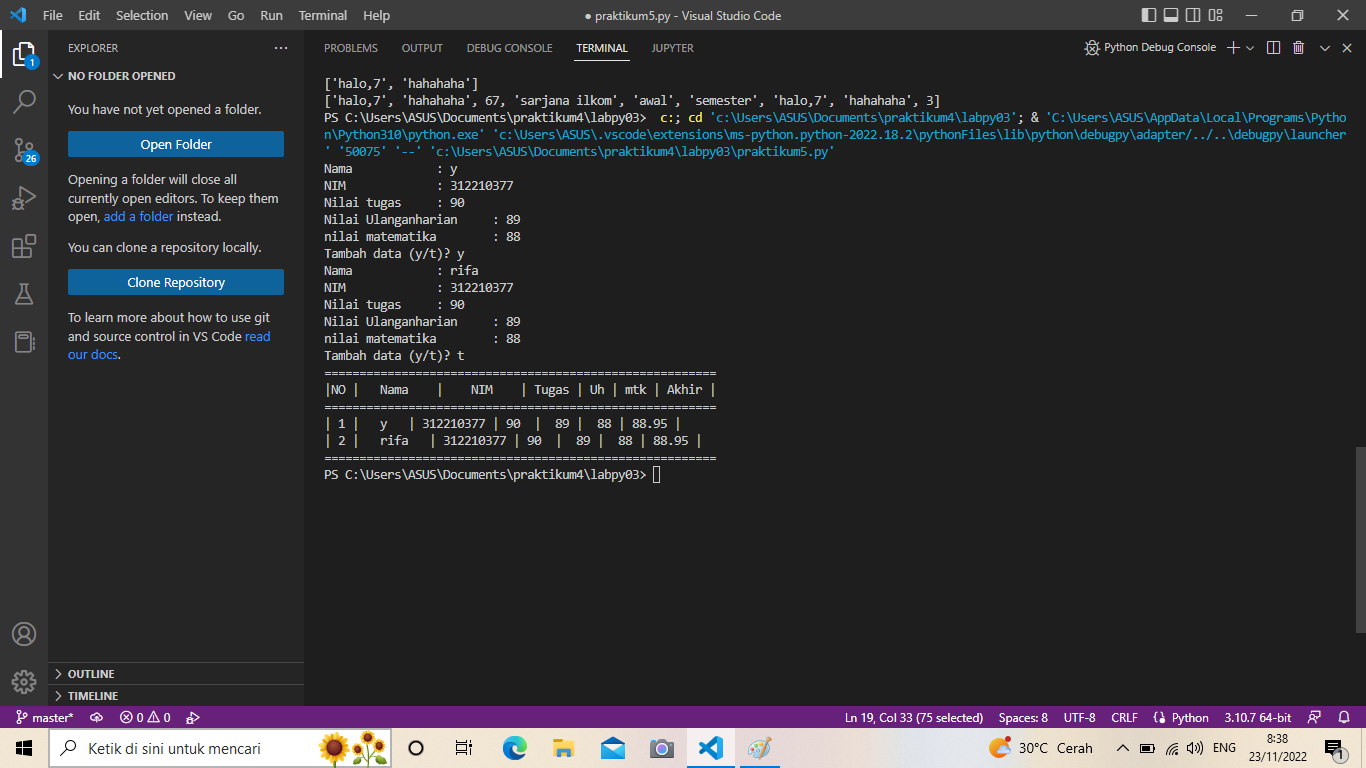 File Edit Selection View Go Run Terminal Help
● praktikum5.py - Visual Studio Code
EXPLORER ···
NO FOLDER OPENED
You have not yet opened a folder.
Open Folder
Opening a folder will close all
currently open editors. To keep them
open, add a folder instead.
You can clone a repository locally.
Clone Repository
To learn more about how to use git
and source control in VS Code read
our docs.
OUTLINE
TIMELINE
1
26
PROBLEMS OUTPUT DEBUG CONSOLE TERMINAL JUPYTER
Python Debug Console
['halo,7', 'hahahaha']
['halo,7', 'hahahaha', 67, 'sarjana ilkom', 'awal', 'semester', 'halo,7', 'hahahaha', 3]
PS C:\Users\ASUS\Documents\praktikum4\labpy03>  c:; cd 'c:\Users\ASUS\Documents\praktikum4\labpy03'; & 'C:\Users\ASUS\AppData\Local\Programs\Pytho
n\Python310\python.exe' 'c:\Users\ASUS\.vscode\extensions\ms-python.python-2022.18.2\pythonFiles\lib\python\debugpy\adapter/../..\debugpy\launcher
' '50075' '--' 'c:\Users\ASUS\Documents\praktikum4\labpy03\praktikum5.py'
Nama            : y
NIM             : 312210377
Nilai tugas     : 90
Nilai Ulanganharian     : 89
nilai matematika        : 88
Tambah data (y/t)? y
Nama            : rifa
NIM             : 312210377
Nilai tugas     : 90
Nilai Ulanganharian     : 89
nilai matematika        : 88
Tambah data (y/t)? t
========================================================
|NO |   Nama    |    NIM    | Tugas | Uh | mtk | Akhir |
========================================================
| 1 |   y   | 312210377 | 90  |  89 |  88 | 88.95 |
| 2 |   rifa   | 312210377 | 90  |  89 |  88 | 88.95 |
========================================================
PS C:\Users\ASUS\Documents\praktikum4\labpy03>
master* 0 0 Ln 19, Col 33 (75 selected) Spaces: 8 UTF-8 CRLF Python 3.10.7 64-bit
Ketik di sini untuk mencari
30°C Cerah ENG
8:38
23/11/2022
1